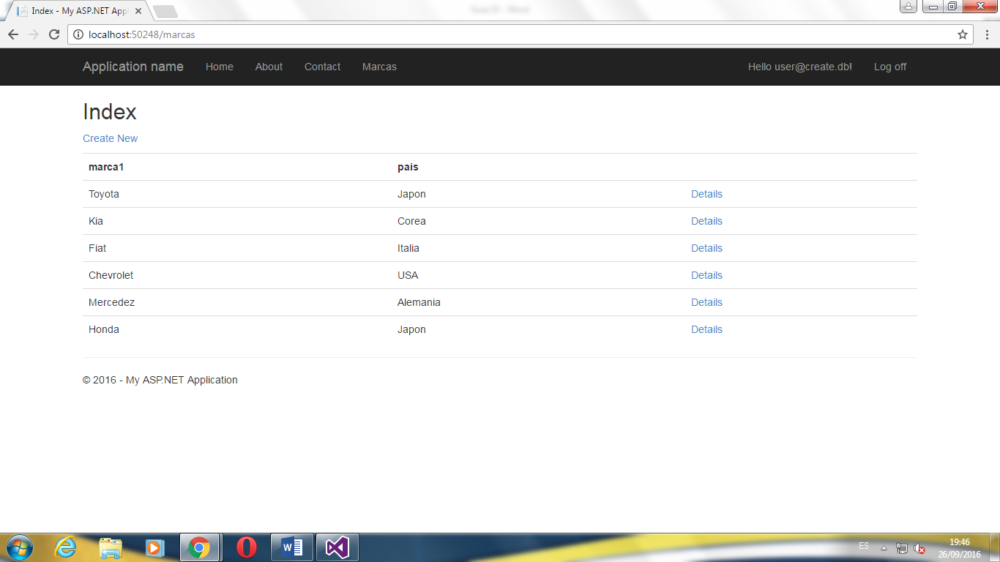 Index - My ASP.NET Appl
localhost:50248/marcas
Application name Home About Contact Marcas Hello user@create.db! Log off
Index
Create New
marca1 pais
Toyota Japon Details
Kia Corea Details
Fiat Italia Details
Chevrolet USA Details
Mercedez Alemania Details
Honda Japon Details
© 2016 - My ASP.NET Application
ES
19:46
26/09/2016